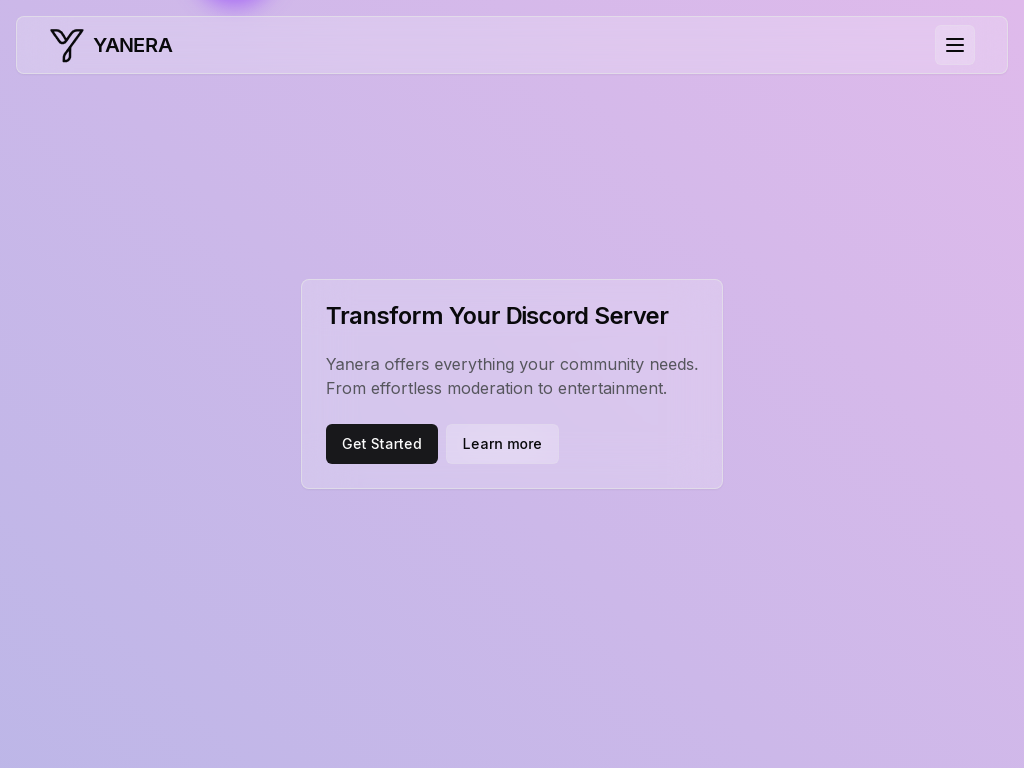 YANERA
Transform Your Discord Server
Yanera offers everything your community needs.
From effortless moderation to entertainment.
Get Started
Learn more